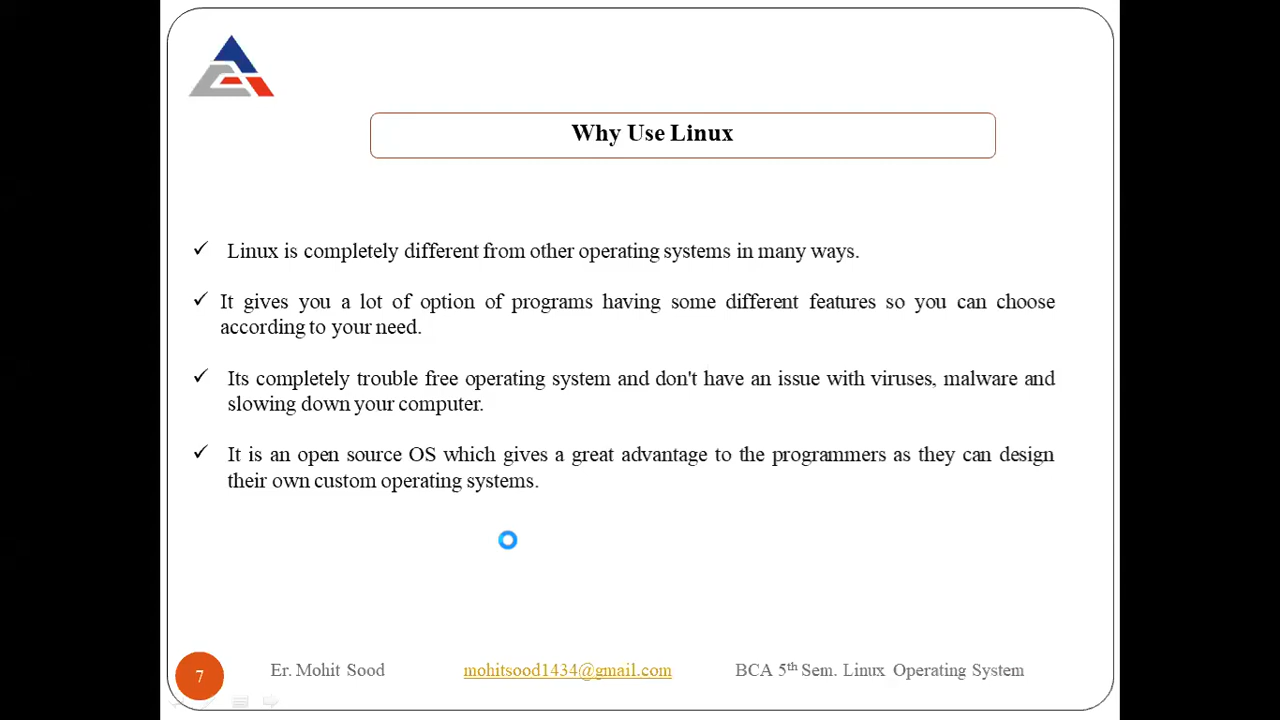 Why Use Linux
✓ Linux is completely different from other operating systems in many ways.
✓ It gives you a lot of option of programs having some different features so you can choose
according to your need.
✓ Its completely trouble free operating system and don't have an issue with viruses, malware and
slowing down your computer.
✓ It is an open source OS which gives a great advantage to the programmers as they can design
their own custom operating systems.
7 Er. Mohit Sood mohitsood1434@gmail.com BCA 5th Sem. Linux Operating System